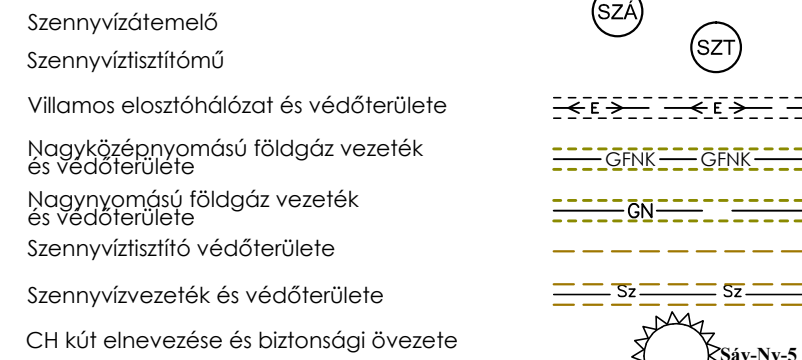 Szennyvízátemelő SZÁ
Szennyvíztisztítómű SZT
Villamos elosztóhálózat és védőterülete E E
Nagyközépnyomású földgáz vezeték
és védőterülete GFNK GFNK
Nagynyomású földgáz vezeték
és védőterülete GN
Szennyvíztisztító védőterülete
Szennyvízvezeték és védőterülete Sz Sz
CH kút elnevezése és biztonsági övezete Sáv-Ny-5